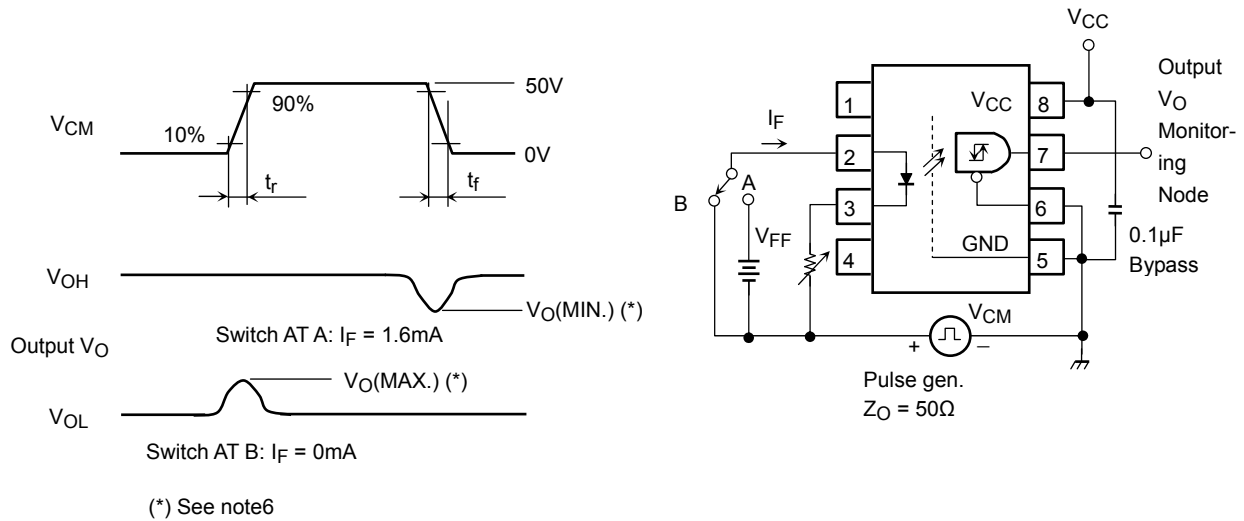 V_CM
10%
90%
50V
0V
t_r
t_f
V_OH
V_O(MIN.) (*)
Switch AT A: I_F = 1.6mA
Output V_O
V_O(MAX.) (*)
V_OL
Switch AT B: I_F = 0mA
(*) See note6
V_CC
1
V_CC
8
I_F
2
7
A
B
3
6
V_FF
4
GND
5
Output
V_O
Monitor-
ing
Node
0.1µF
Bypass
V_CM
+
–
Pulse gen.
Z_O = 50Ω